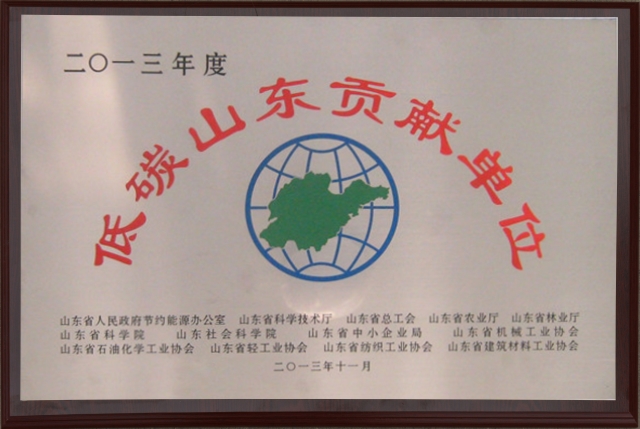 二〇一三年度
低碳山东贡献单位
山东省人民政府节约能源办公室 山东省科学技术厅 山东省总工会 山东省农业厅 山东省林业厅
山东省科学院 山东社会科学院 山东省中小企业局 山东省机械工业协会
山东省石油化学工业协会 山东省轻工业协会 山东省纺织工业协会 山东省建筑材料工业协会
二〇一三年十一月